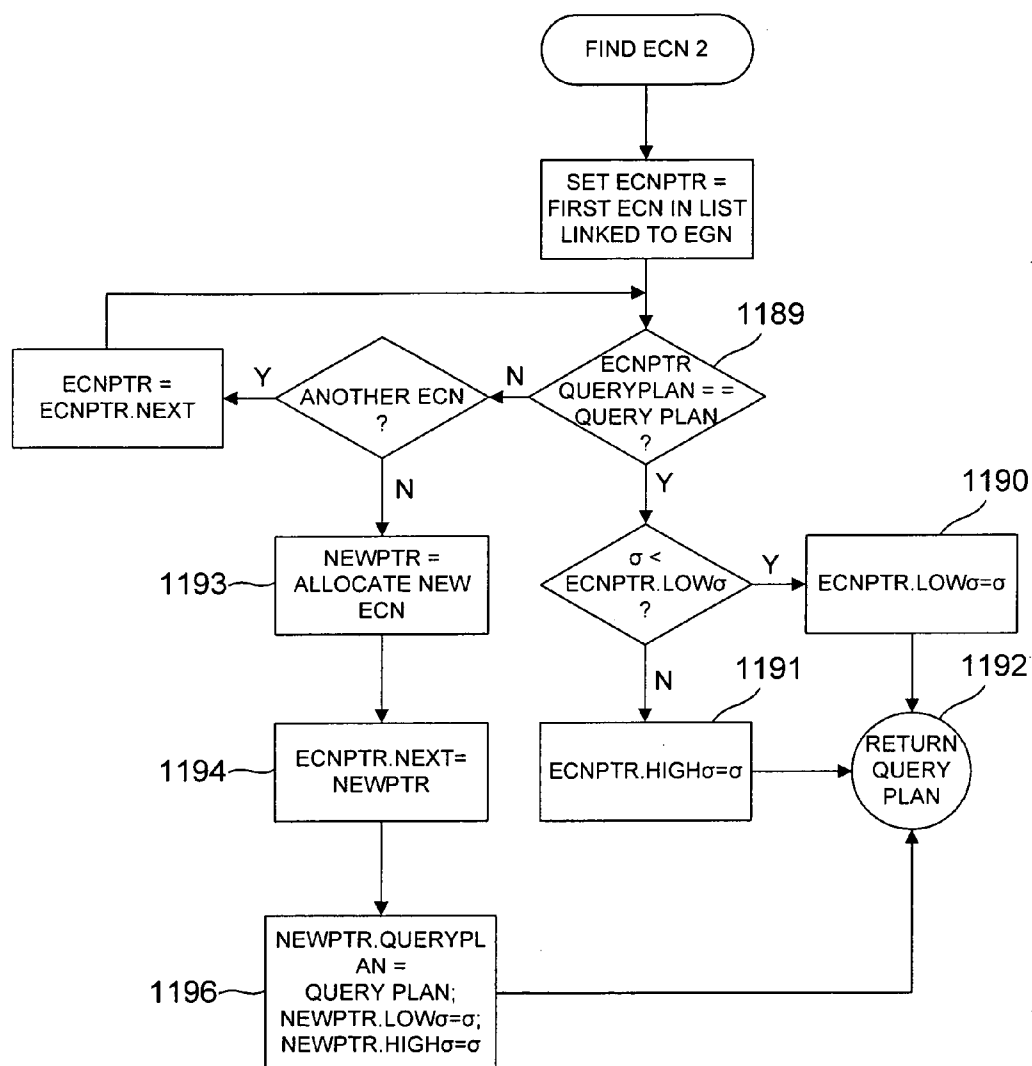 FIND ECN 2
SET ECNPTR =
FIRST ECN IN LIST
LINKED TO EGN
1189
ECNPTR
QUERYPLAN = =
QUERY PLAN
?
N
ANOTHER ECN
?
Y
ECNPTR =
ECNPTR.NEXT
N
Y
1190
σ <
ECNPTR.LOWσ
?
Y
ECNPTR.LOWσ=σ
1193
NEWPTR =
ALLOCATE NEW
ECN
N
1191
1192
ECNPTR.HIGHσ=σ
RETURN
QUERY
PLAN
1194
ECNPTR.NEXT=
NEWPTR
1196
NEWPTR.QUERYPL
AN =
QUERY PLAN;
NEWPTR.LOWσ=σ;
NEWPTR.HIGHσ=σ